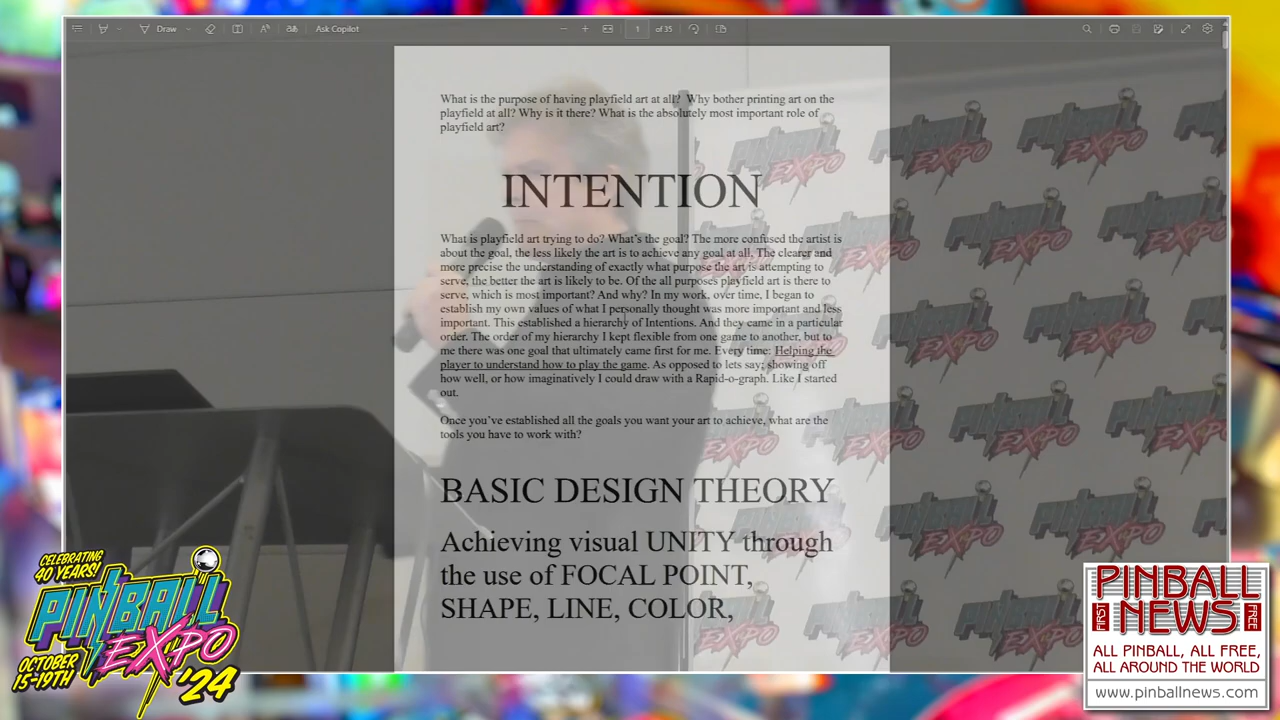 Draw
Ask Copilot
1 of 35
What is the purpose of having playfield art at all?  Why bother printing art on the
playfield at all? Why is it there? What is the absolutely most important role of
playfield art?
INTENTION
What is playfield art trying to do? What's the goal? The more confused the artist is
about the goal, the less likely the art is to achieve any goal at all. The clearer and
more precise the understanding of exactly what purpose the art is attempting to
serve, the better the art is likely to be. Of the all purposes playfield art is there to
serve, which is most important? And why? In my work, over time, I began to
establish my own values of what I personally thought was more important and less
important. This established a hierarchy of Intentions. And they came in a particular
order. The order of my hierarchy I kept flexible from one game to another, but to
me there was one goal that ultimately came first for me. Every time: Helping the
player to understand how to play the game. As opposed to lets say; showing off
how well, or how imaginatively I could draw with a Rapid-o-graph. Like I started
out.
Once you've established all the goals you want your art to achieve, what are the
tools you have to work with?
BASIC DESIGN THEORY
Achieving visual UNITY through
the use of FOCAL POINT,
SHAPE, LINE, COLOR,
CELEBRATING
40 YEARS!
PINBALL
EXPO
OCTOBER
15-19TH
'24
PINBALL
FIRST NEWS FREE
ALL PINBALL, ALL FREE,
ALL AROUND THE WORLD
www.pinballnews.com